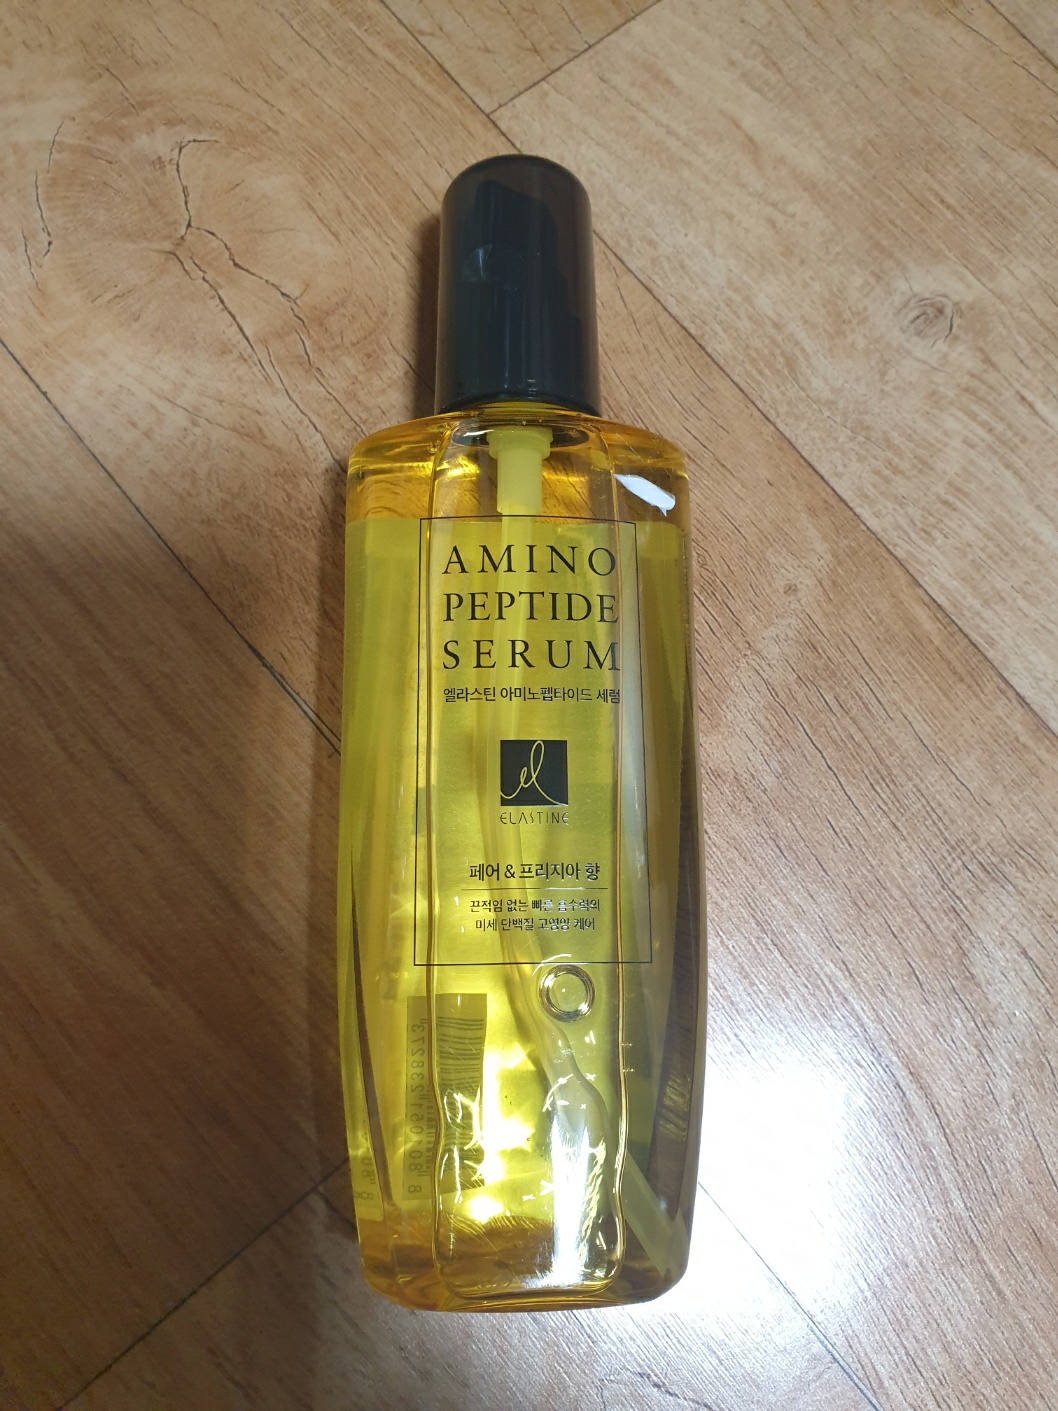 AMINO
PEPTIDE
SERUM
엘라스틴 아미노펩타이드 세럼
el
ELASTINE
페어 & 프리지아 향
끈적임 없는 빠른 흡수력의
미세 단백질 고영양 케어